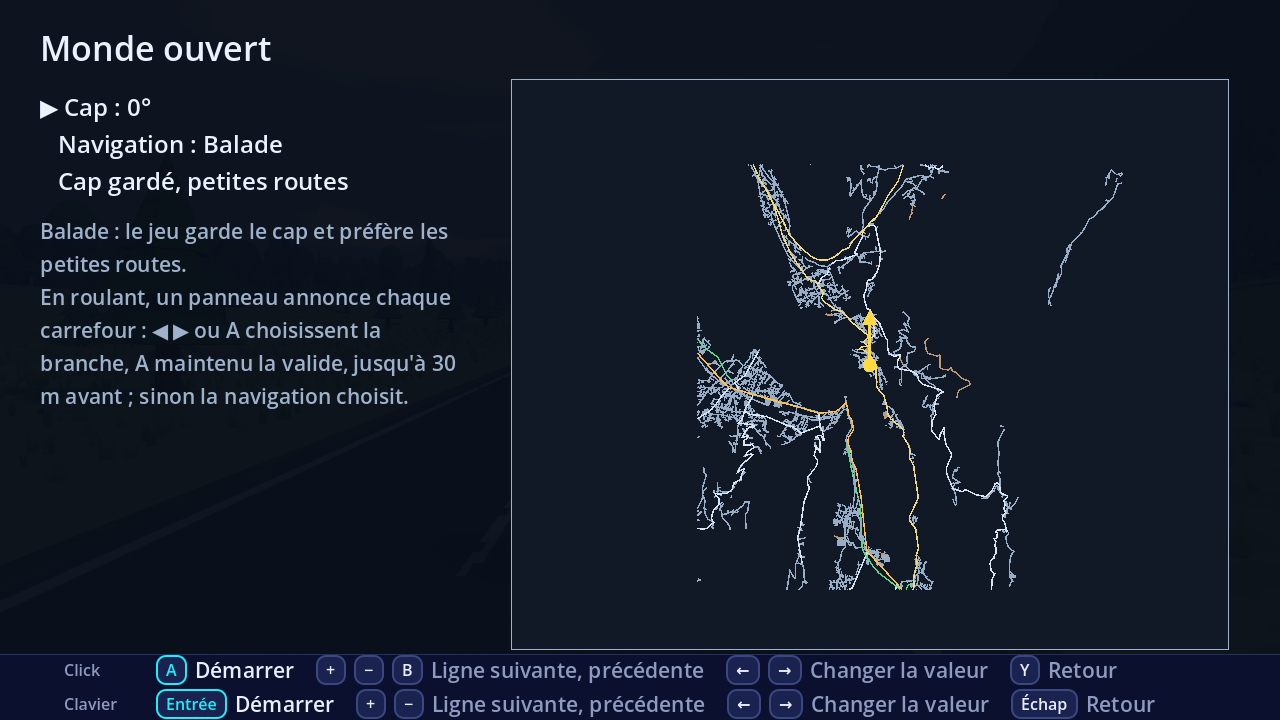 Monde ouvert
▶ Cap : 0°
Navigation : Balade
Cap gardé, petites routes
Balade : le jeu garde le cap et préfère les
petites routes.
En roulant, un panneau annonce chaque
carrefour : ◀ ▶ ou A choisissent la
branche, A maintenu la valide, jusqu'à 30
m avant ; sinon la navigation choisit.
Click A Démarrer + − B Ligne suivante, précédente ← → Changer la valeur Y Retour
Clavier Entrée Démarrer + − Ligne suivante, précédente ← → Changer la valeur Échap Retour